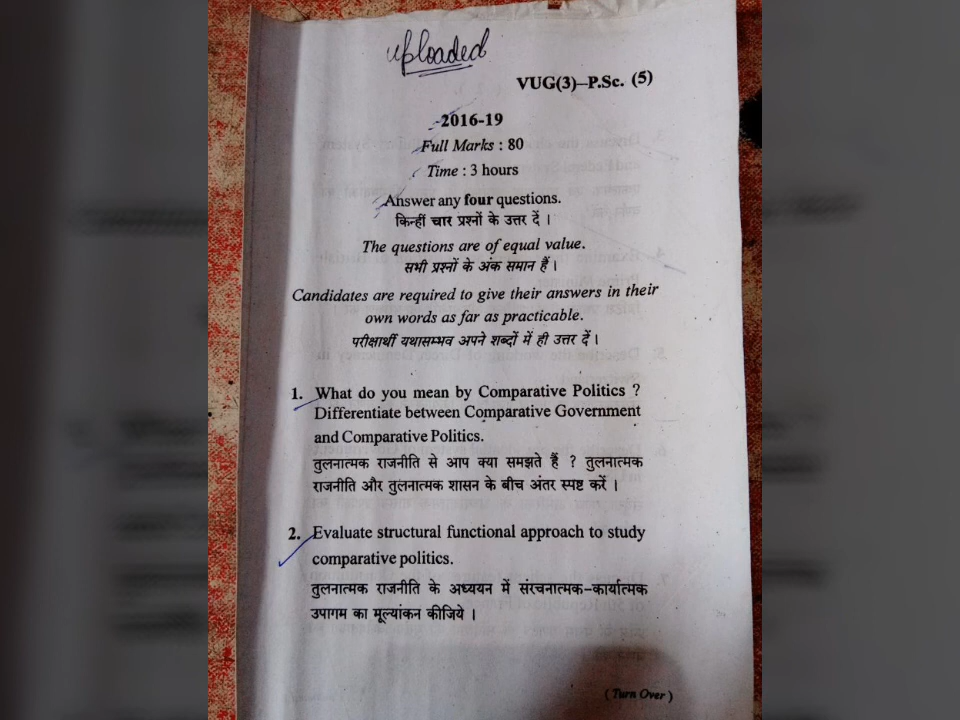 uploaded
VUG(3)–P.Sc. (5)
2016-19
Full Marks : 80
Time : 3 hours
Answer any four questions.
किन्हीं चार प्रश्नों के उत्तर दें ।
The questions are of equal value.
सभी प्रश्नों के अंक समान हैं ।
Candidates are required to give their answers in their
own words as far as practicable.
परीक्षार्थी यथासम्भव अपने शब्दों में ही उत्तर दें ।
1. What do you mean by Comparative Politics ?
Differentiate between Comparative Government
and Comparative Politics.
तुलनात्मक राजनीति से आप क्या समझते हैं ? तुलनात्मक
राजनीति और तुलनात्मक शासन के बीच अंतर स्पष्ट करें ।
2. Evaluate structural functional approach to study
comparative politics.
तुलनात्मक राजनीति के अध्ययन में संरचनात्मक-कार्यात्मक
उपागम का मूल्यांकन कीजिये ।
( Turn Over )